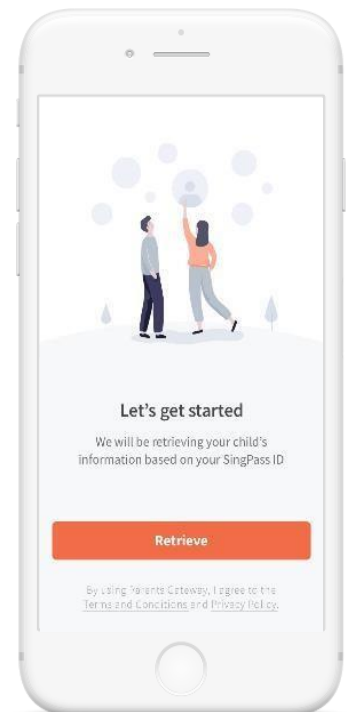 Let's get started
We will be retrieving your child's
information based on your SingPass ID
Retrieve
By using Parents Gateway, I agree to the
Terms and Conditions and Privacy Policy.